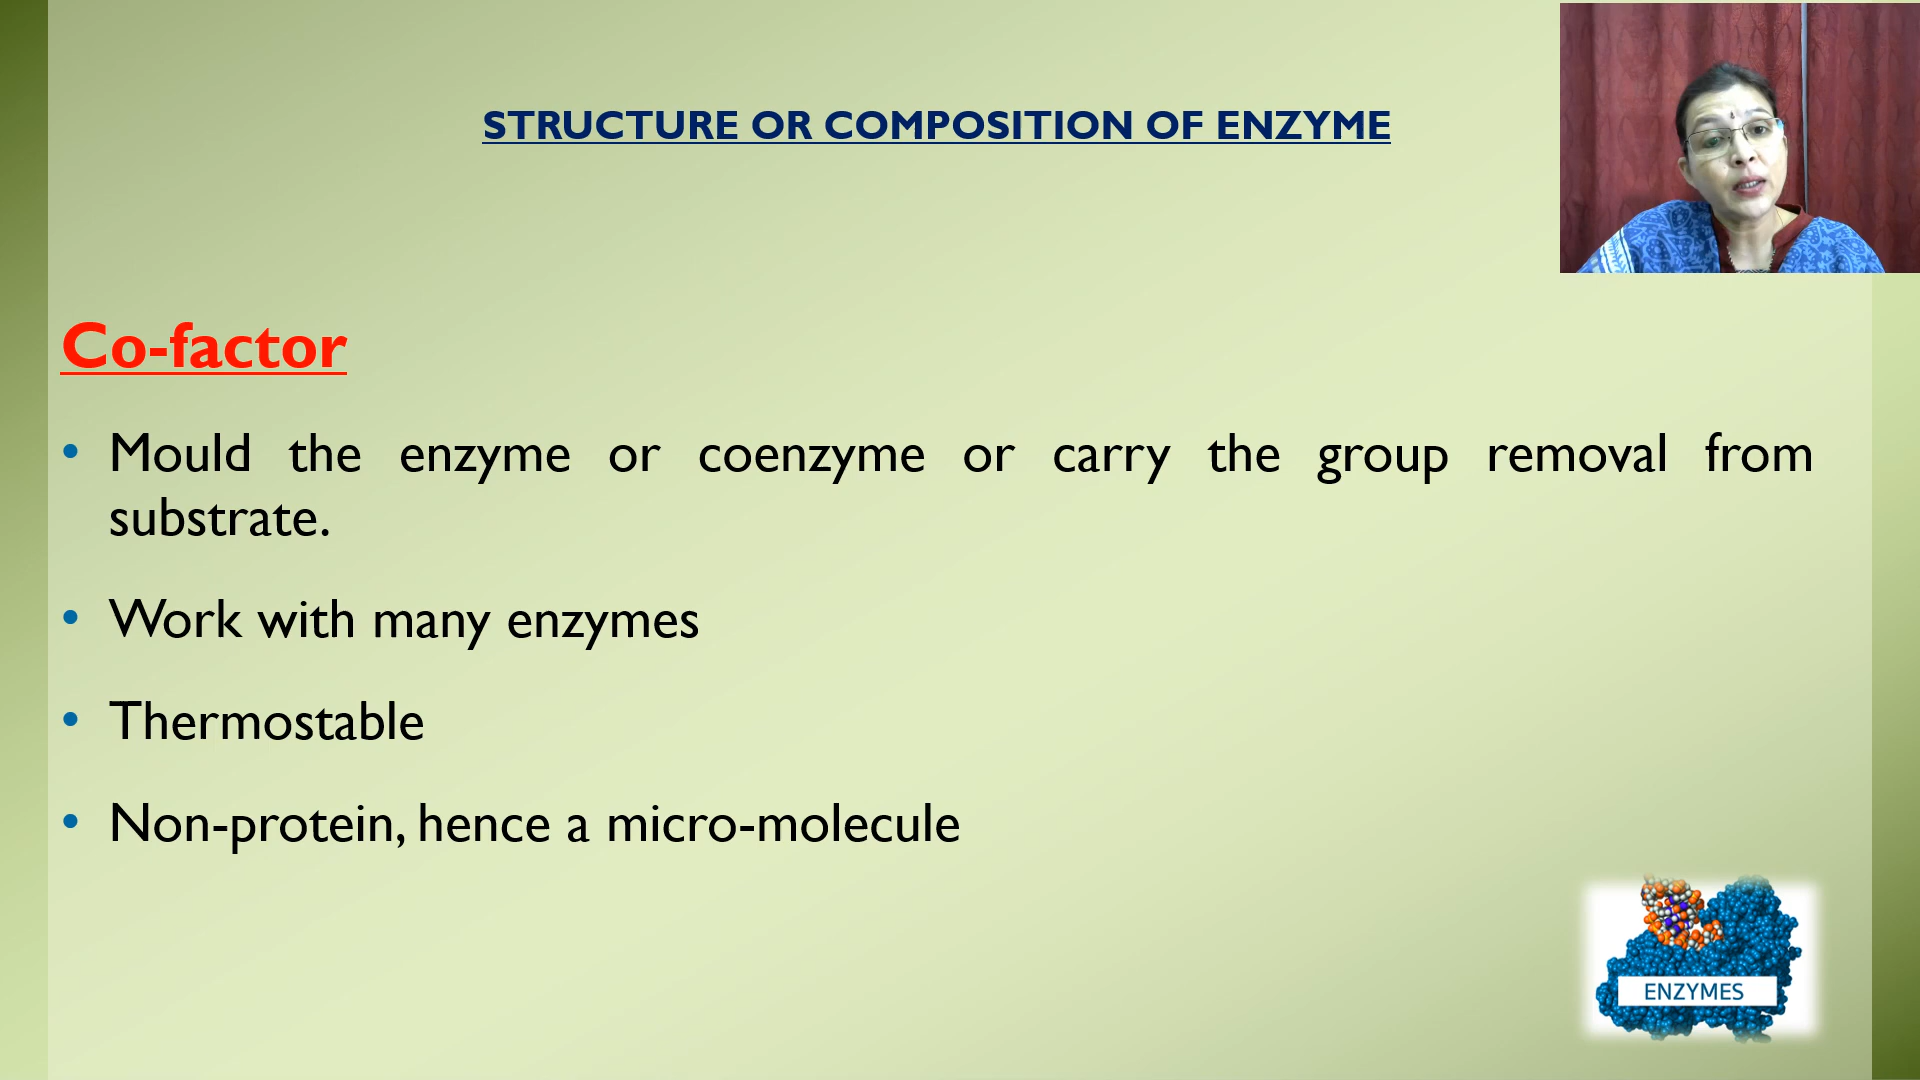 STRUCTURE OR COMPOSITION OF ENZYME
Co-factor
• Mould the enzyme or coenzyme or carry the group removal from
substrate.
• Work with many enzymes
• Thermostable
• Non-protein, hence a micro-molecule
ENZYMES